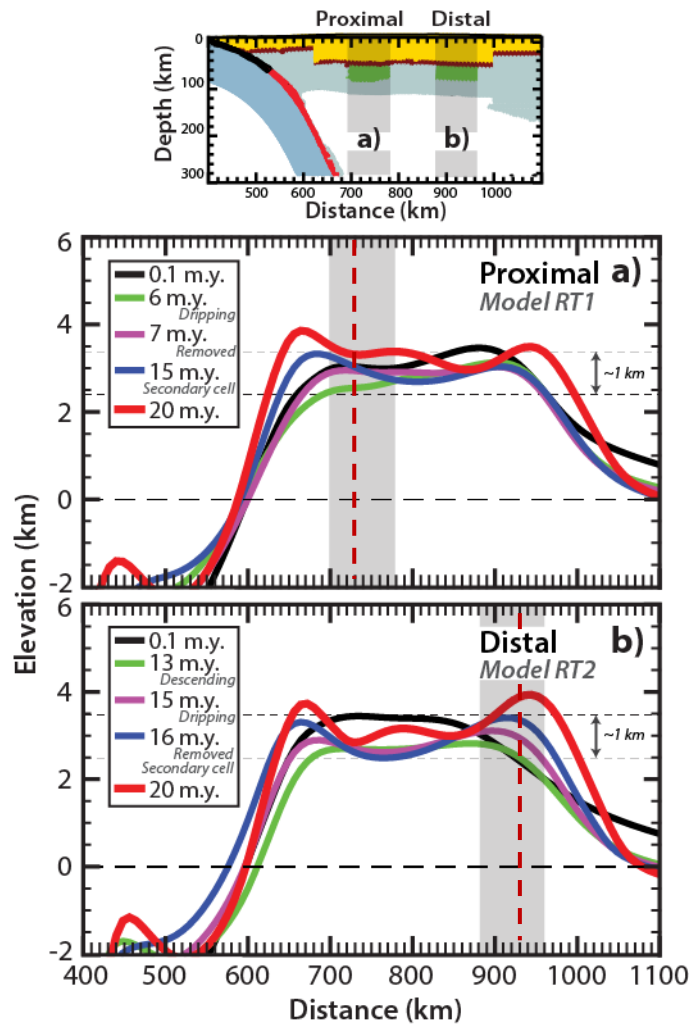 Proximal Distal
0
100
200
300
Depth (km)
a) b)
500 600 700 800 900 1000
Distance (km)
6
4
2
0
-2
0.1 m.y.
6 m.y.
Dripping
7 m.y.
Removed
15 m.y.
Secondary cell
20 m.y.
Proximal a)
Model RT1
~1 km
Elevation (km)
6
4
2
0
-2
0.1 m.y.
13 m.y.
Descending
15 m.y.
Dripping
16 m.y.
Removed
Secondary cell
20 m.y.
Distal b)
Model RT2
~1 km
400 500 600 700 800 900 1000 1100
Distance (km)